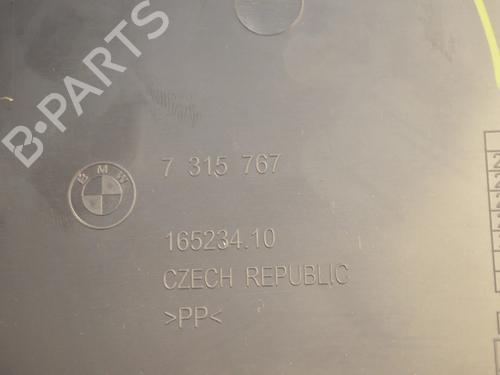 B·PARTS
BMW
7 315 767
165234.10
CZECH REPUBLIC
>PP<